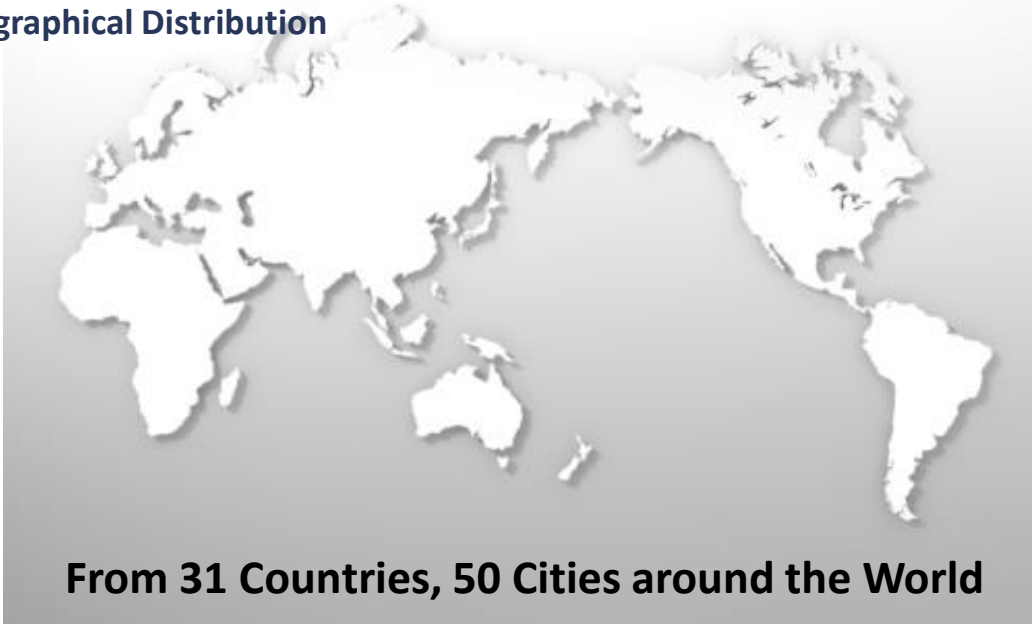 graphical Distribution
From 31 Countries, 50 Cities around the World